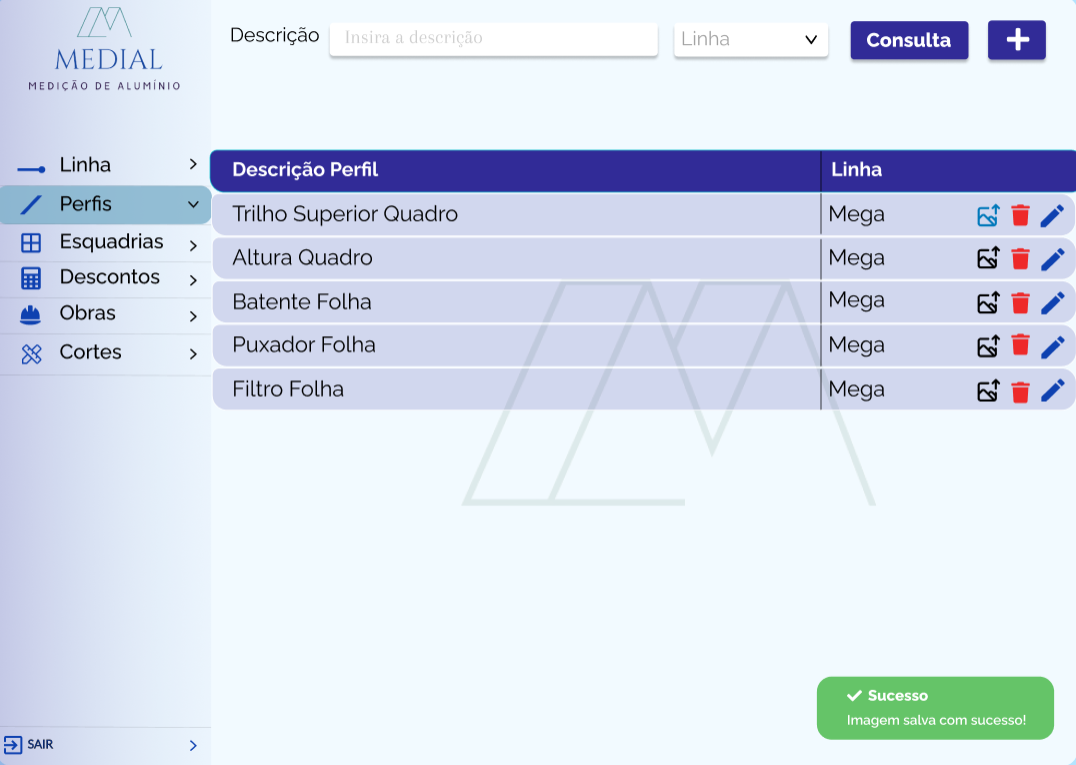 MEDIAL
MEDIÇÃO DE ALUMÍNIO
Descrição
Insira a descrição
Linha
Consulta
Linha
Perfis
Esquadrias
Descontos
Obras
Cortes
Descrição Perfil Linha
Trilho Superior Quadro Mega
Altura Quadro Mega
Batente Folha Mega
Puxador Folha Mega
Filtro Folha Mega
Sucesso
Imagem salva com sucesso!
SAIR